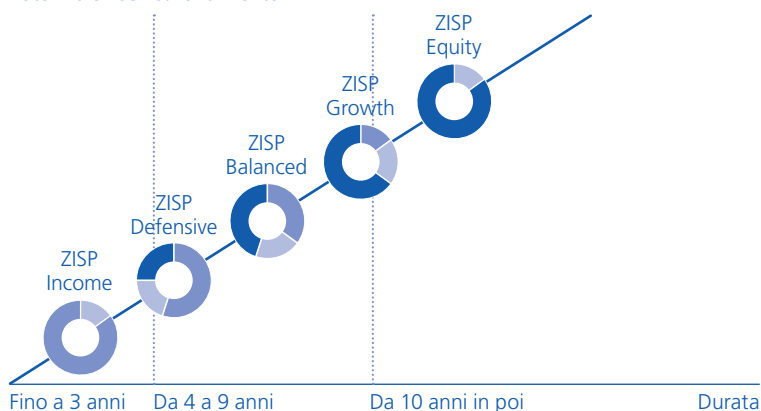 ZISP
Equity
ZISP
Growth
ZISP
Balanced
ZISP
Defensive
ZISP
Income
Fino a 3 anni
Da 4 a 9 anni
Da 10 anni in poi
Durata